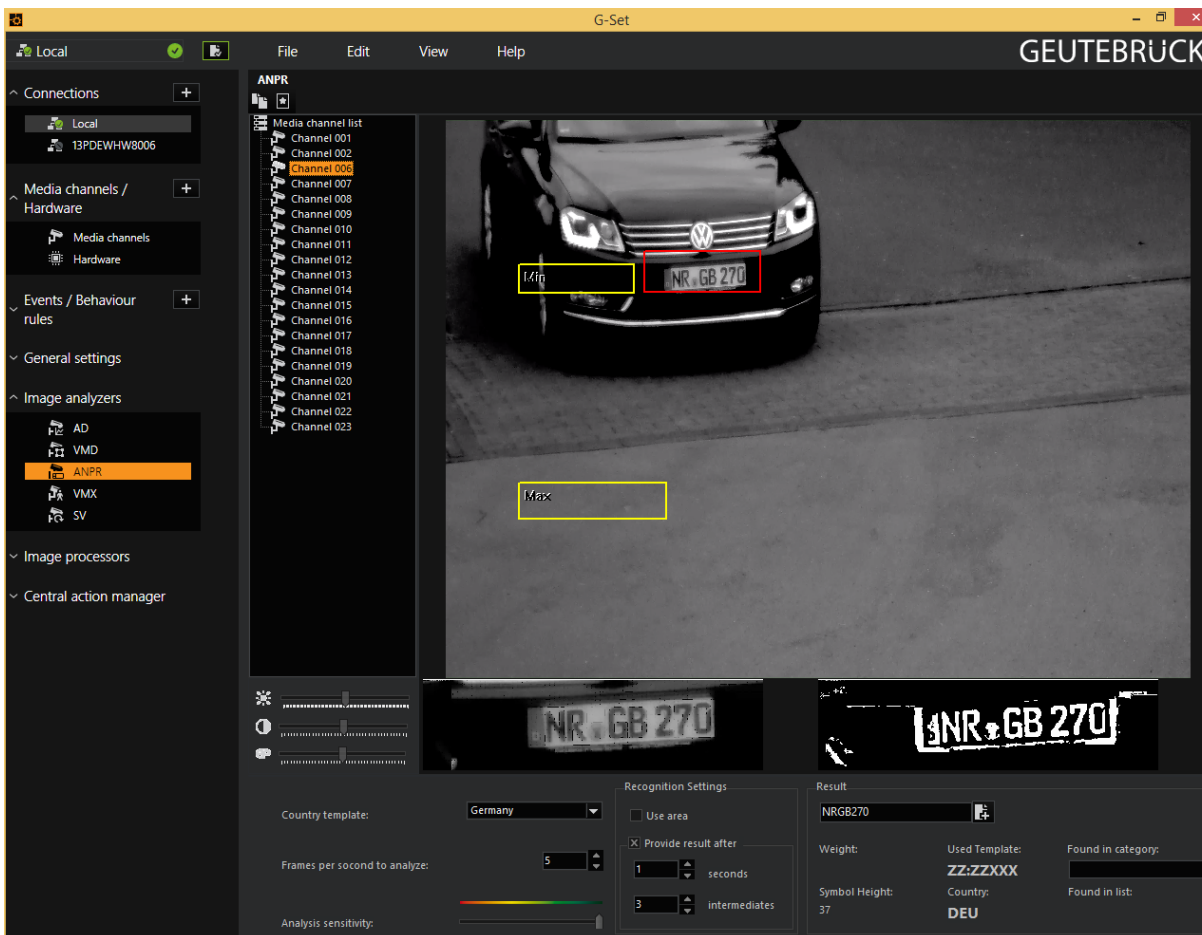 G-Set
Local
File Edit View Help
GEUTEBRÜCK
Connections
Local
13PDEWHW8006
Media channels /
Hardware
Media channels
Hardware
Events / Behaviour
rules
General settings
Image analyzers
AD
VMD
ANPR
VMX
SV
Image processors
Central action manager
ANPR
Media channel list
Channel 001
Channel 002
Channel 006
Channel 007
Channel 008
Channel 009
Channel 010
Channel 011
Channel 012
Channel 013
Channel 014
Channel 015
Channel 016
Channel 017
Channel 018
Channel 019
Channel 020
Channel 021
Channel 022
Channel 023
Min
NR GB 270
Max
NR GB 270
NR GB 270
Country template: Germany
Frames per socond to analyze: 5
Analysis sensitivity:
Recognition Settings
Use area
Provide result after
1 seconds
3 intermediates
Result
NRGB270
Weight: Used Template: Found in category:
ZZ:ZZXXX
Symbol Height: Country: Found in list:
37 DEU